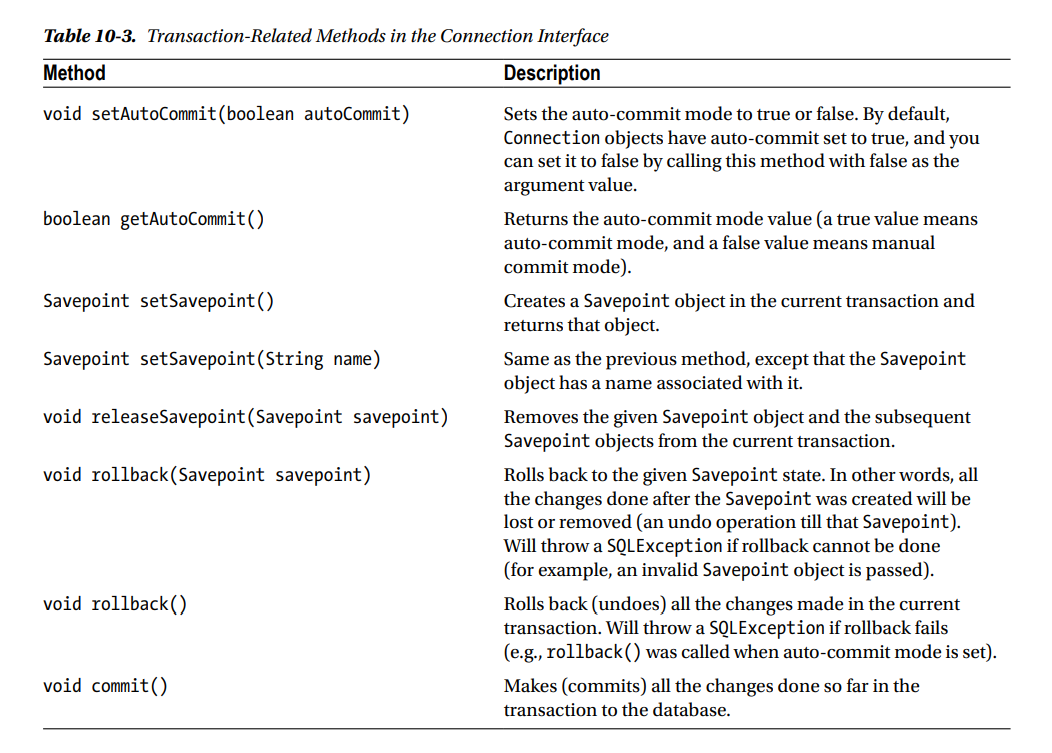 Table 10-3. Transaction-Related Methods in the Connection Interface
Method Description
void setAutoCommit(boolean autoCommit) Sets the auto-commit mode to true or false. By default,
Connection objects have auto-commit set to true, and you
can set it to false by calling this method with false as the
argument value.
boolean getAutoCommit() Returns the auto-commit mode value (a true value means
auto-commit mode, and a false value means manual
commit mode).
Savepoint setSavepoint() Creates a Savepoint object in the current transaction and
returns that object.
Savepoint setSavepoint(String name) Same as the previous method, except that the Savepoint
object has a name associated with it.
void releaseSavepoint(Savepoint savepoint) Removes the given Savepoint object and the subsequent
Savepoint objects from the current transaction.
void rollback(Savepoint savepoint) Rolls back to the given Savepoint state. In other words, all
the changes done after the Savepoint was created will be
lost or removed (an undo operation till that Savepoint).
Will throw a SQLException if rollback cannot be done
(for example, an invalid Savepoint object is passed).
void rollback() Rolls back (undoes) all the changes made in the current
transaction. Will throw a SQLException if rollback fails
(e.g., rollback() was called when auto-commit mode is set).
void commit() Makes (commits) all the changes done so far in the
transaction to the database.